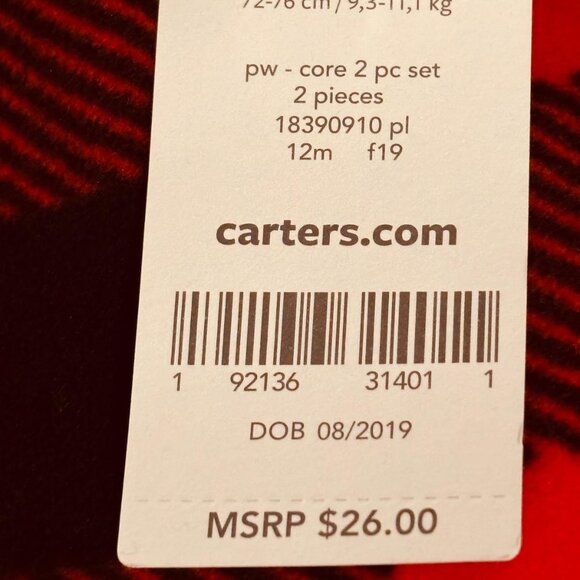 72-76 cm / 9,3-11,1 kg
pw - core 2 pc set
2 pieces
18390910 pl
12m f19
carters.com
1 92136 31401 1
DOB 08/2019
MSRP $26.00